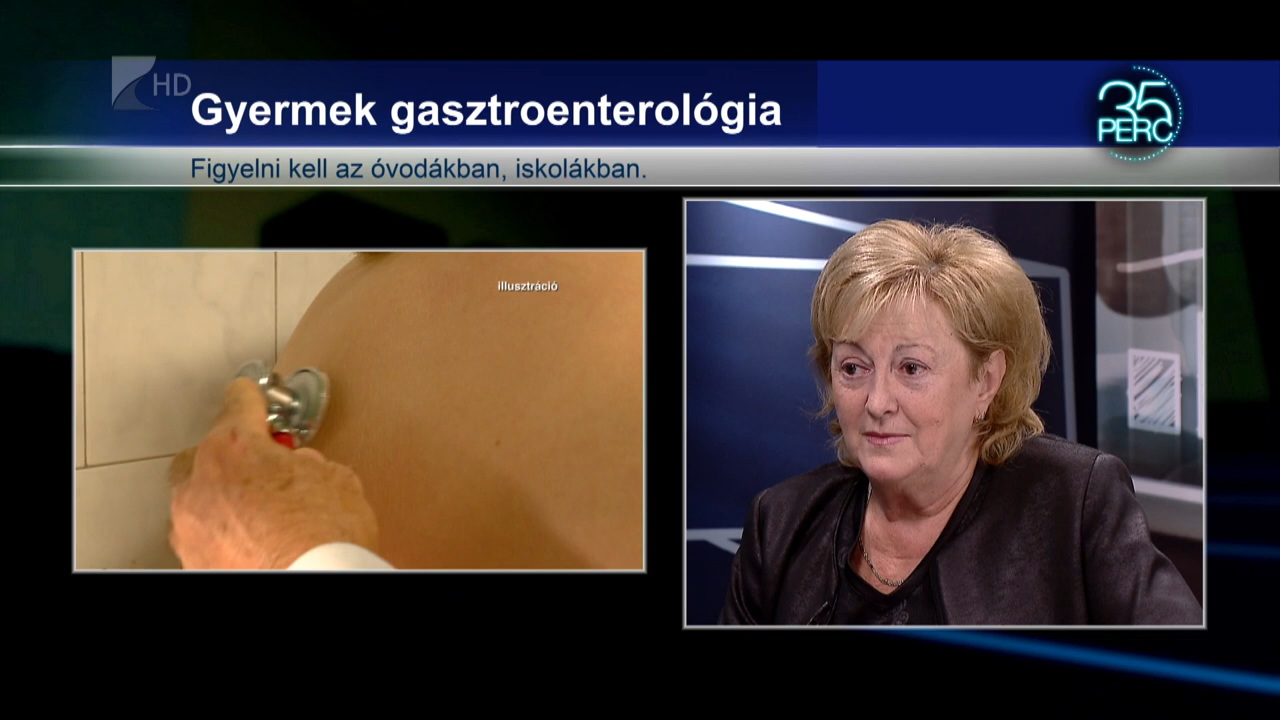 HD
Gyermek gasztroenterológia
35
PERC
Figyelni kell az óvodákban, iskolákban.
illusztráció